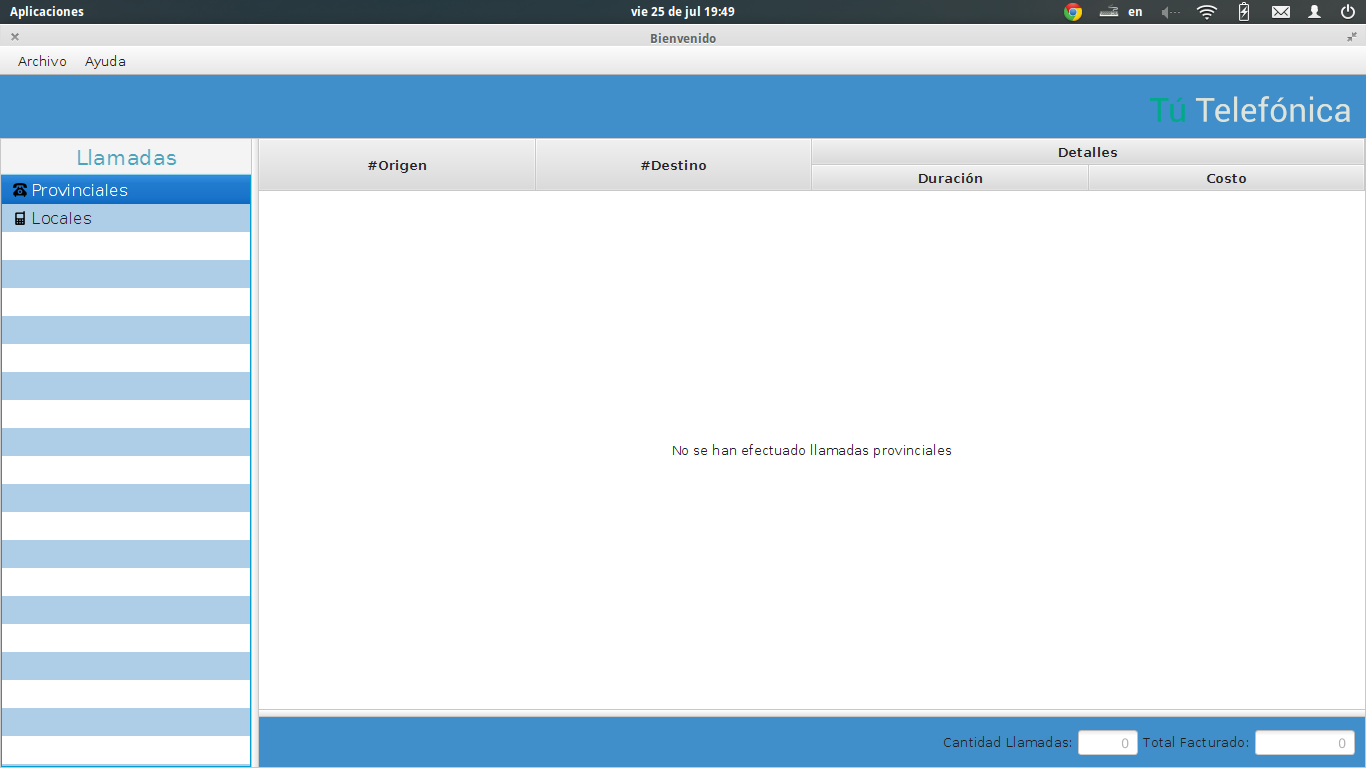 Aplicaciones vie 25 de jul 19:49 en
Bienvenido
Archivo Ayuda
Tú Telefónica
Llamadas
Provinciales
Locales
#Origen #Destino Detalles
Duración Costo
No se han efectuado llamadas provinciales
Cantidad Llamadas: 0 Total Facturado: 0